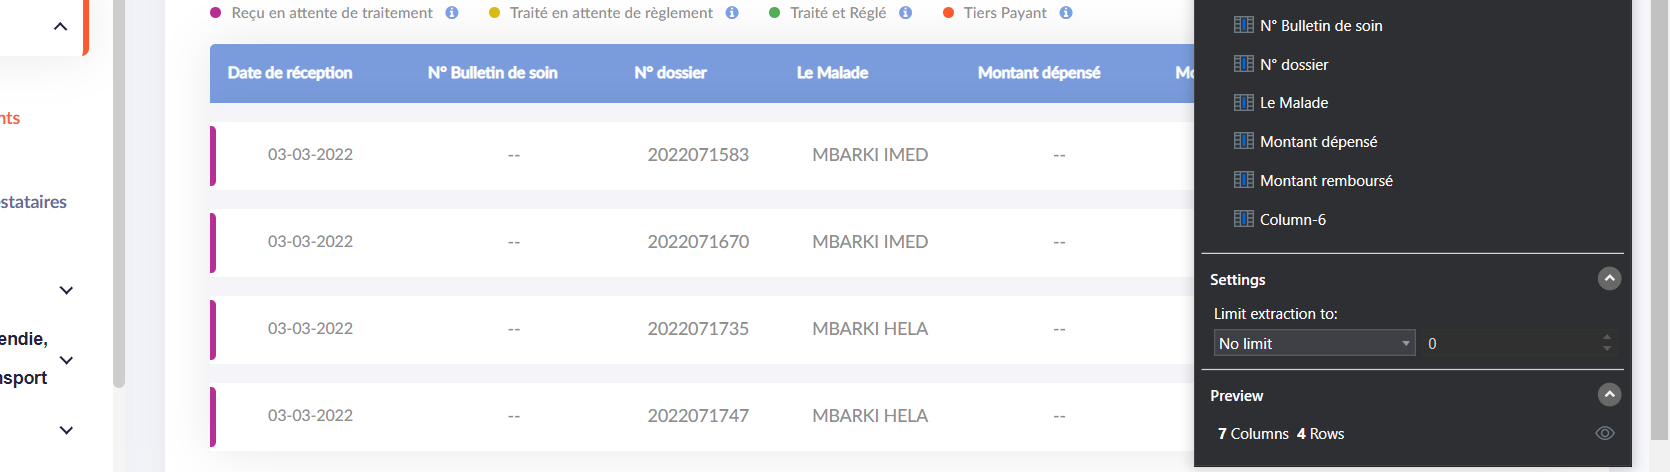 Reçu en attente de traitement Traité en attente de règlement Traité et Réglé Tiers Payant
Date de réception N° Bulletin de soin N° dossier Le Malade Montant dépensé Mo
03-03-2022 -- 2022071583 MBARKI IMED --
03-03-2022 -- 2022071670 MBARKI IMED --
03-03-2022 -- 2022071735 MBARKI HELA --
03-03-2022 -- 2022071747 MBARKI HELA --
nts
stataires
endie,
nsport
N° Bulletin de soin
N° dossier
Le Malade
Montant dépensé
Montant remboursé
Column-6
Settings
Limit extraction to:
No limit 0
Preview
7 Columns 4 Rows